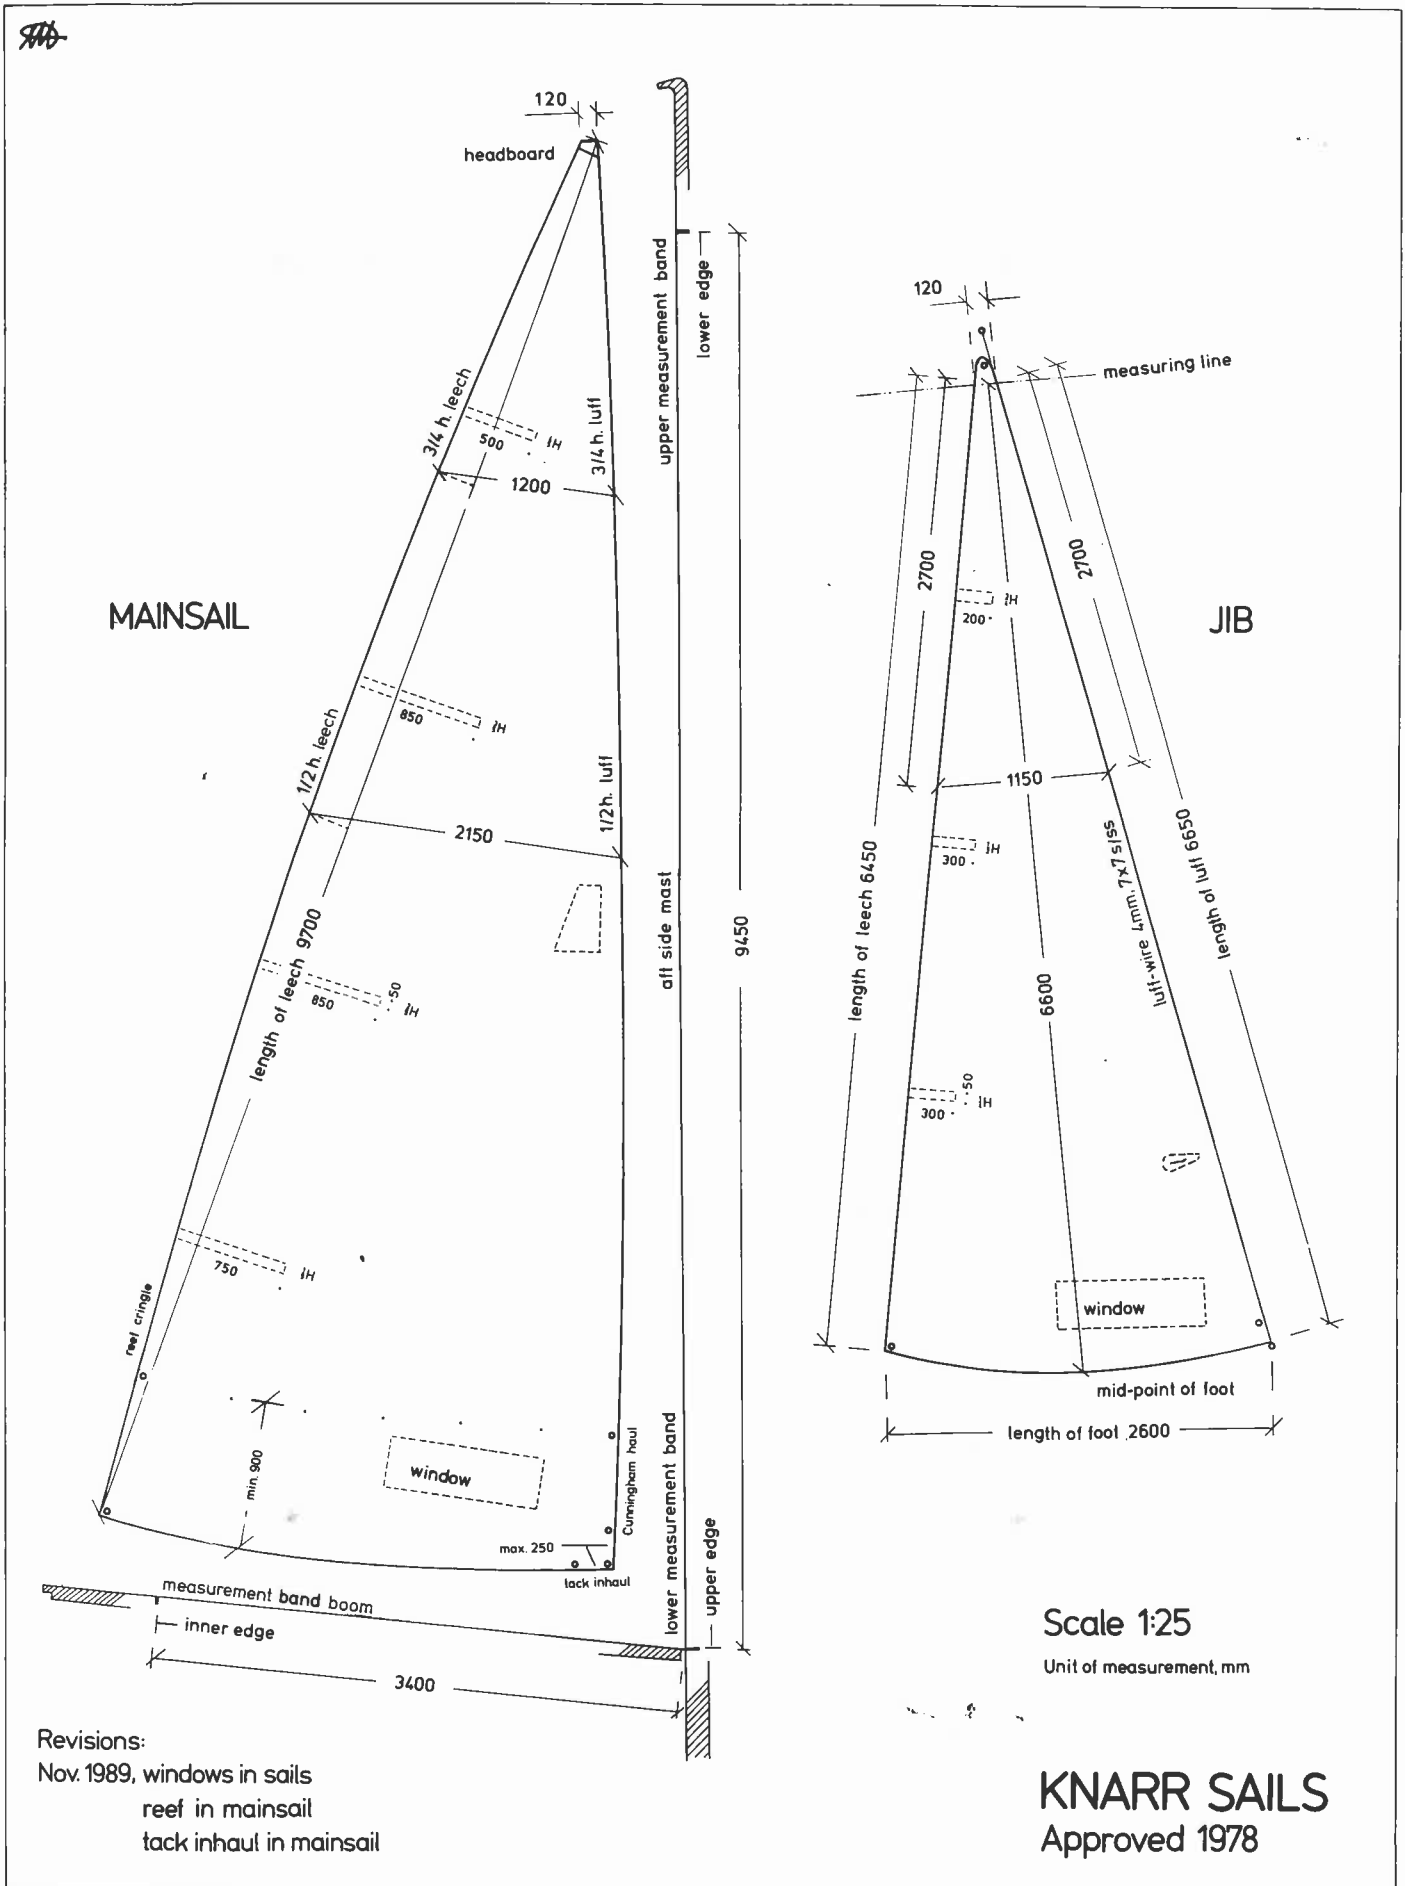 120
headboard
3/4 h. leech
500
H
1200
3/4 h. luff
upper measurement band
lower edge
MAINSAIL
850
H
1/2 h. leech
2150
1/2 h. luff
length of leech 9700
850
50
H
aft side mast
9450
750
H
reef cringle
min. 900
window
Cunningham haul
max. 250
tack inhaul
lower measurement band
upper edge
measurement band boom
inner edge
3400
120
measuring line
2700
2700
200
H
JIB
1150
300
H
length of leech 6450
6600
luff-wire 4mm. 7x7 s/ss
length of luff 6650
50
300
H
window
mid-point of foot
length of foot 2600
Scale 1:25
Unit of measurement, mm
Revisions:
Nov. 1989, windows in sails
reef in mainsail
tack inhaul in mainsail
KNARR SAILS
Approved 1978